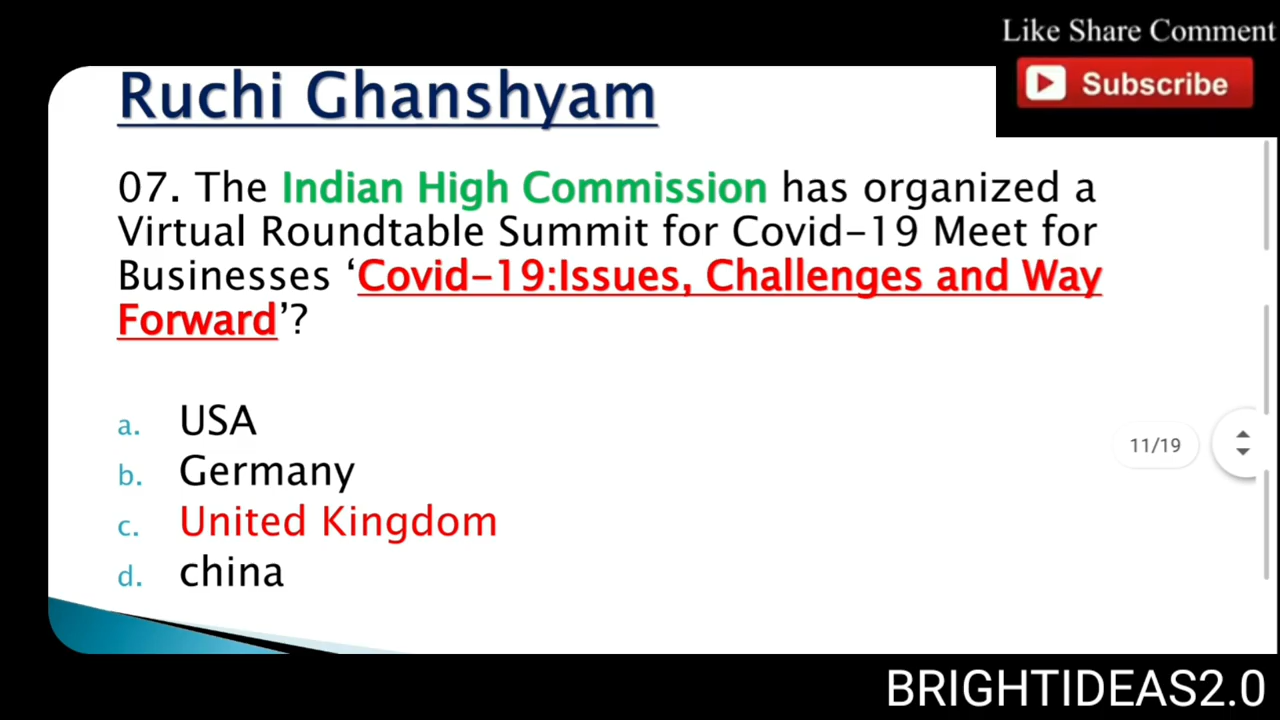 Like Share Comment
Subscribe
Ruchi Ghanshyam
07. The Indian High Commission has organized a
Virtual Roundtable Summit for Covid-19 Meet for
Businesses ‘Covid-19:Issues, Challenges and Way
Forward’?
a. USA
b. Germany
c. United Kingdom
d. china
11/19
BRIGHTIDEAS2.0